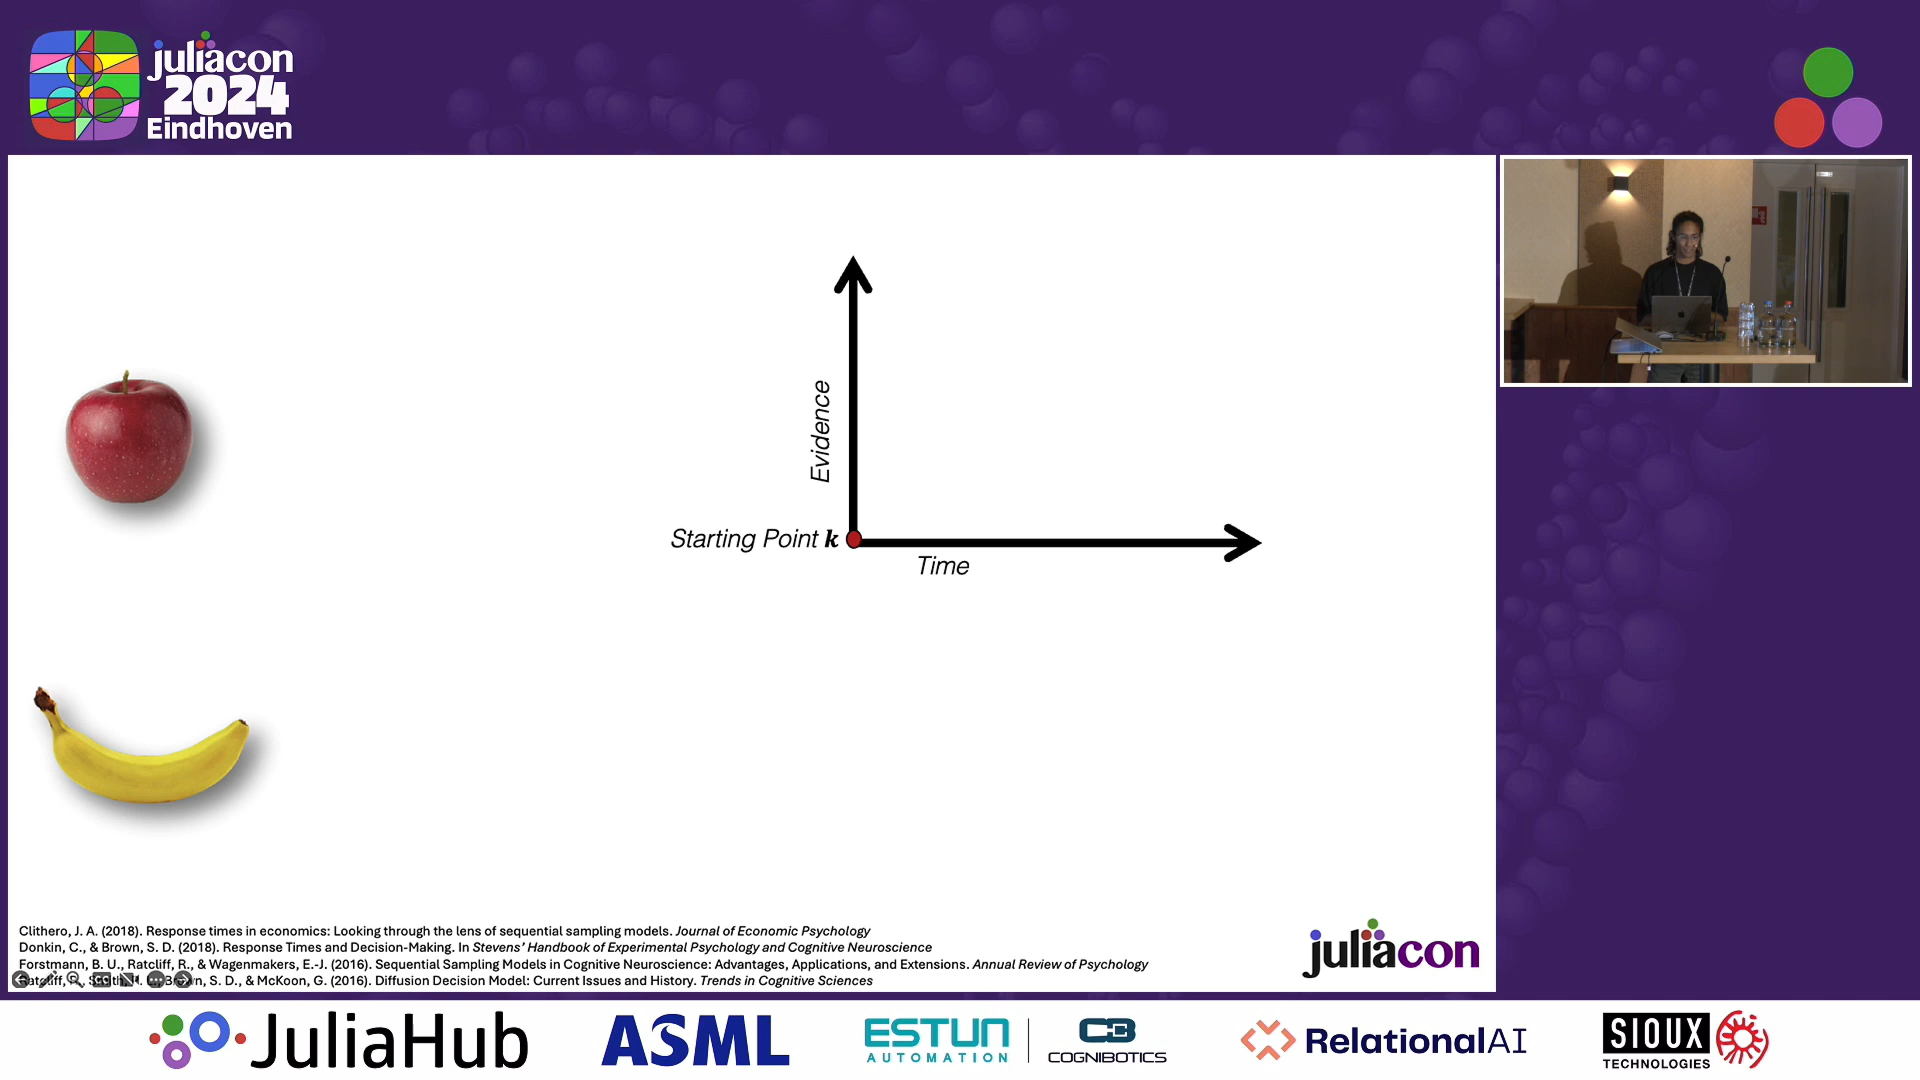 juliacon
2024
Eindhoven
Evidence
Starting Point k
Time
Clithero, J. A. (2018). Response times in economics: Looking through the lens of sequential sampling models. Journal of Economic Psychology
Donkin, C., & Brown, S. D. (2018). Response Times and Decision-Making. In Stevens' Handbook of Experimental Psychology and Cognitive Neuroscience
Forstmann, B. U., Ratcliff, R., & Wagenmakers, E.-J. (2016). Sequential Sampling Models in Cognitive Neuroscience: Advantages, Applications, and Extensions. Annual Review of Psychology
Brown, S. D., & McKoon, G. (2016). Diffusion Decision Model: Current Issues and History. Trends in Cognitive Sciences
juliacon
JuliaHub
ASML
ESTUN
AUTOMATION
COGNIBOTICS
RelationalAI
SIOUX
TECHNOLOGIES